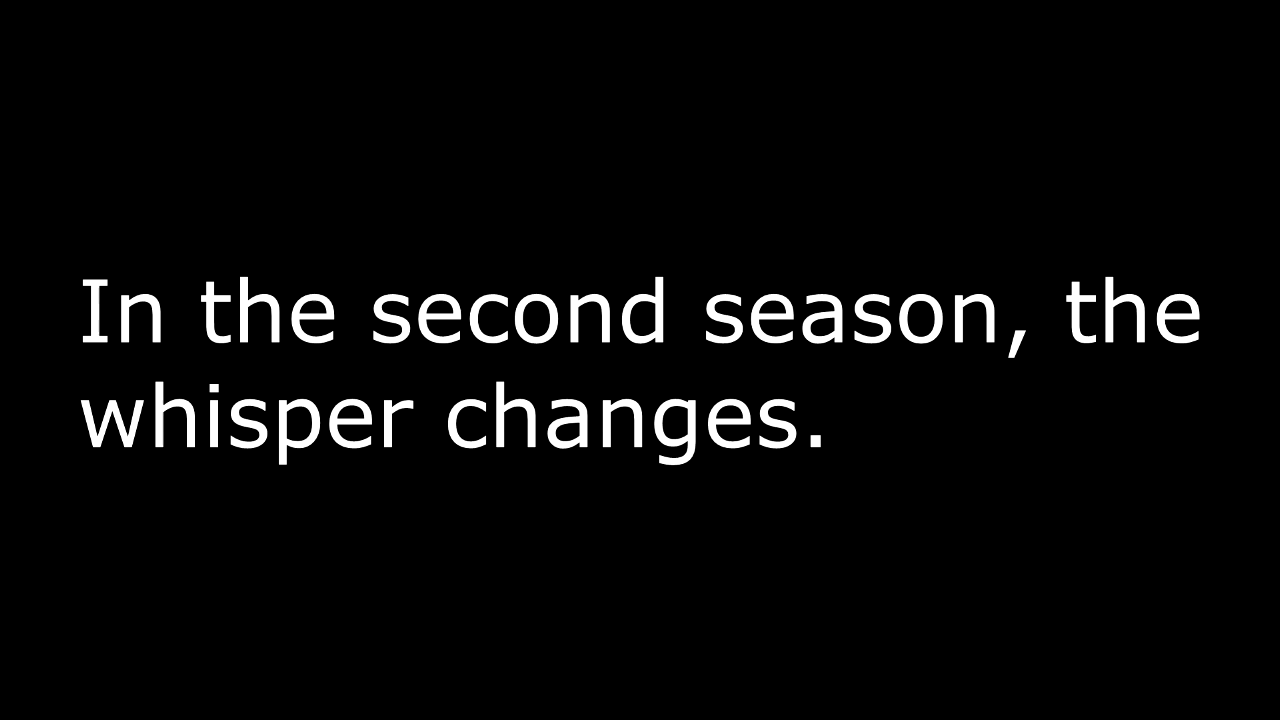 In the second season, the
whisper changes.